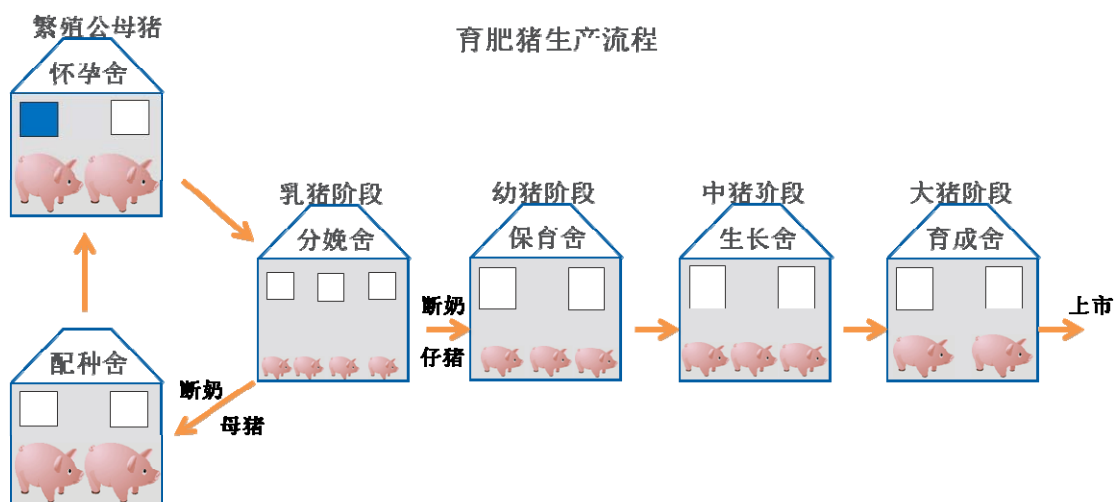 繁殖公母猪
育肥猪生产流程
怀孕舍
乳猪阶段
幼猪阶段
中猪阶段
大猪阶段
分娩舍
保育舍
生长舍
育成舍
断奶
仔猪
上市
配种舍
断奶
母猪